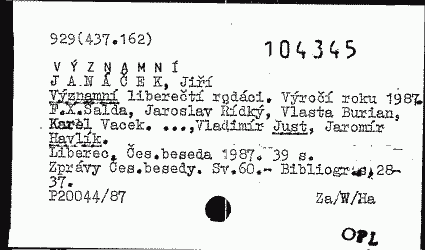 929(437.162)
104345
V Ý Z N A M N Í
J A N Á Č E K, Jiří
Významní liberečtí rodáci. Výročí roku 1987.
F.X.Šalda, Jaroslav Řídký, Vlasta Burian,
Karel Vacek. ...,Vladimír Just, Jaromír
Havlík.
Liberec, Čes.beseda 1987. 39 s.
Zprávy Čes.besedy. Sv.60.- Bibliogr.s.28-
37.
P20044/87
Za/W/Ha
OPL